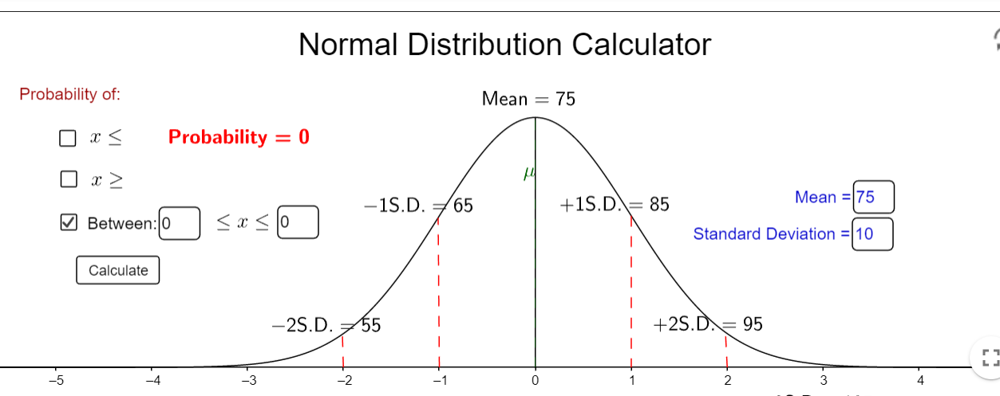 Normal Distribution Calculator
Probability of:
Mean = 75
x ≤
Probability = 0
μ
x ≥
−1S.D. = 65
+1S.D. = 85
Mean = 75
Between: 0 ≤ x ≤ 0
Standard Deviation = 10
Calculate
−2S.D. = 55
+2S.D. = 95
−5 −4 −3 −2 −1 0 1 2 3 4